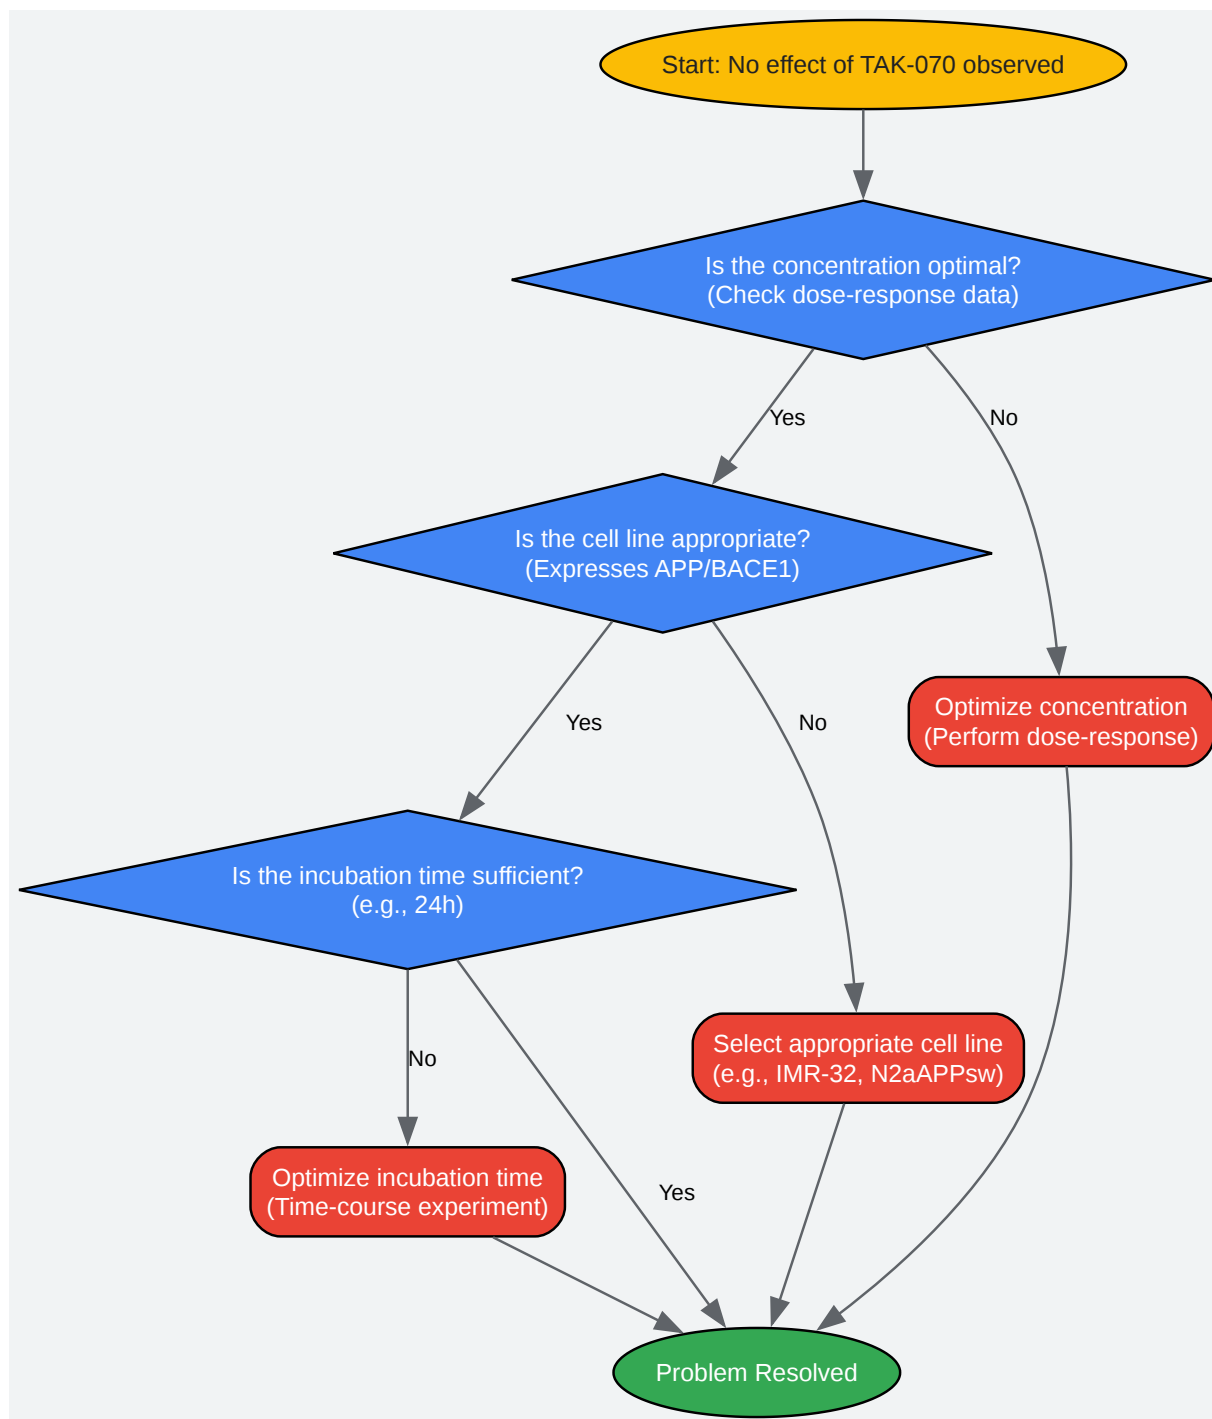 Start: No effect of TAK-070 observed
Is the concentration optimal?
(Check dose-response data)
Yes
No
Is the cell line appropriate?
(Expresses APP/BACE1)
Optimize concentration
(Perform dose-response)
Yes
No
Is the incubation time sufficient?
(e.g., 24h)
Select appropriate cell line
(e.g., IMR-32, N2aAPPsw)
No
Optimize incubation time
(Time-course experiment)
Yes
Problem Resolved